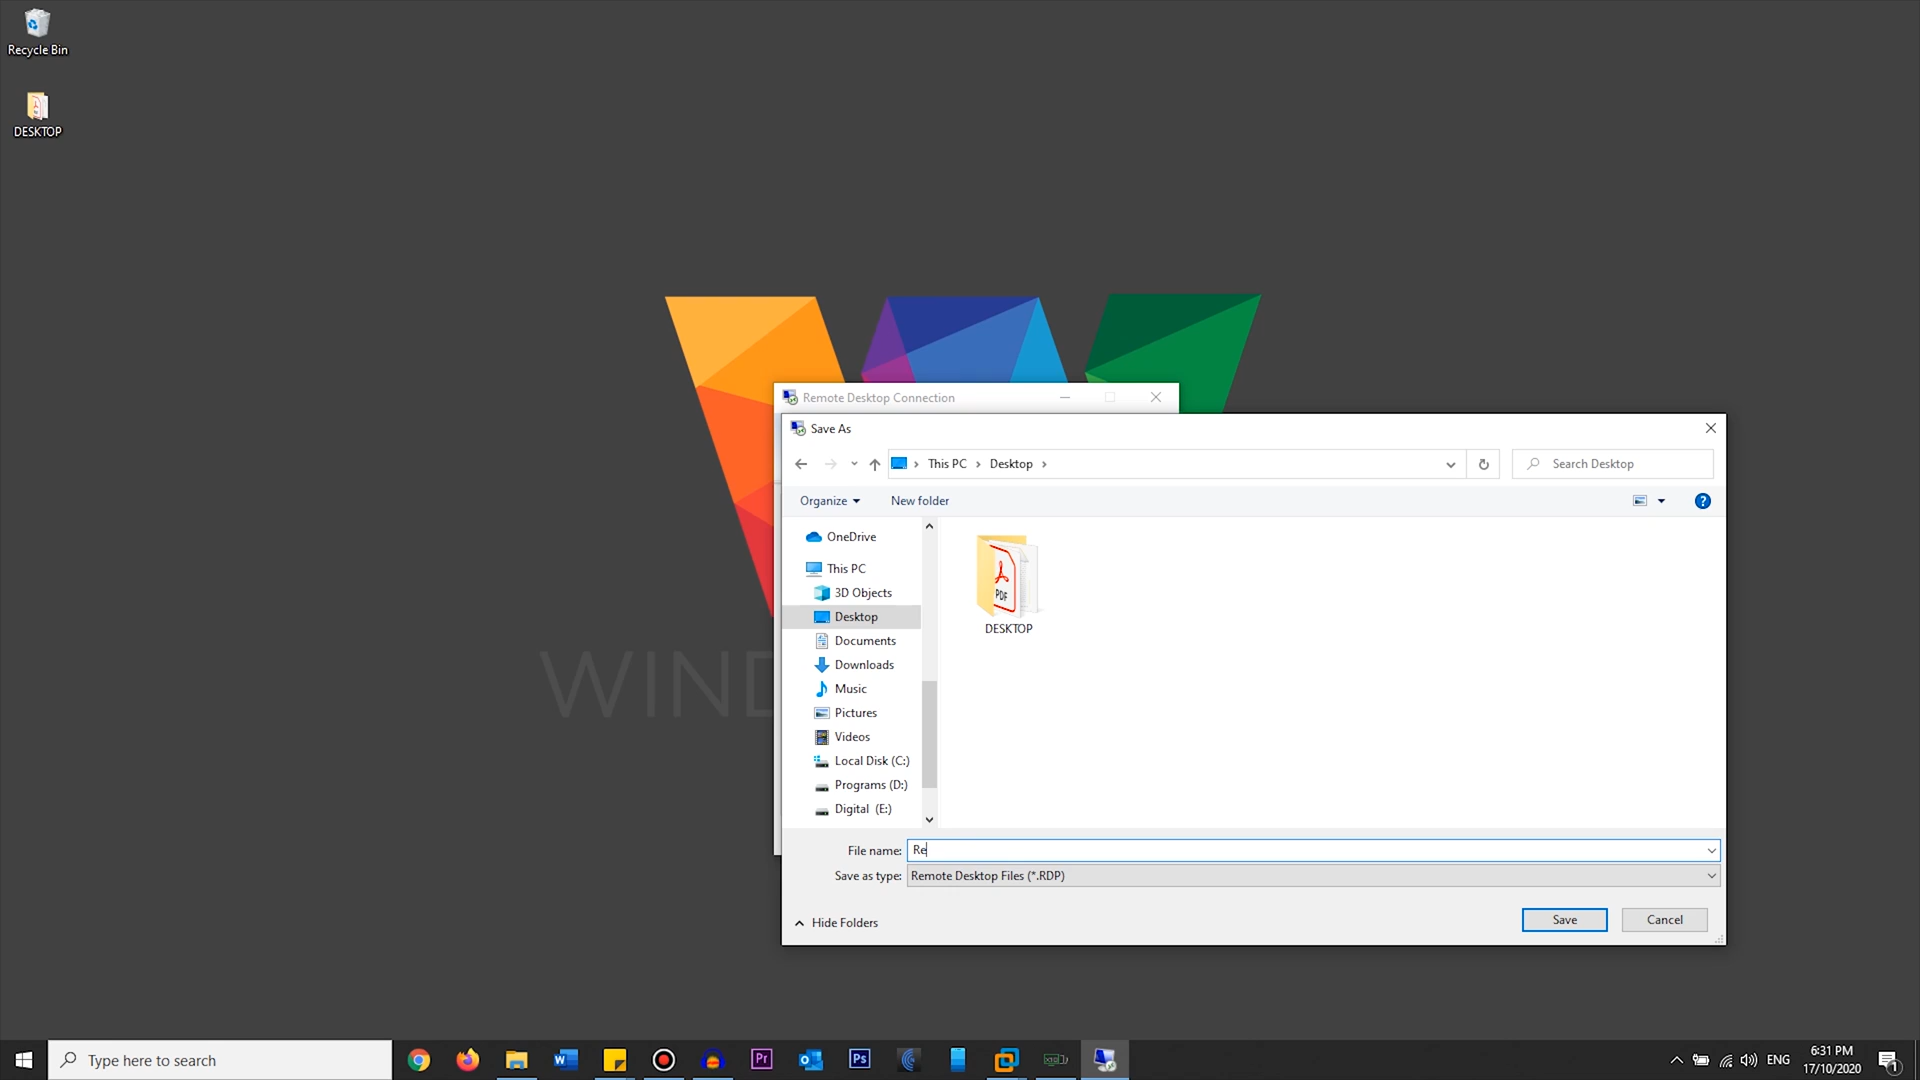 Recycle Bin
DESKTOP
WIND
Remote Desktop Connection
Save As
This PC
Desktop
Search Desktop
Organize
New folder
OneDrive
This PC
3D Objects
Desktop
Documents
Downloads
Music
Pictures
Videos
Local Disk (C:)
Programs (D:)
Digital (E:)
PDF
DESKTOP
File name: Re
Save as type: Remote Desktop Files (*.RDP)
Hide Folders
Save
Cancel
Type here to search
W
Pr
Ps
ENG
6:31 PM
17/10/2020
1